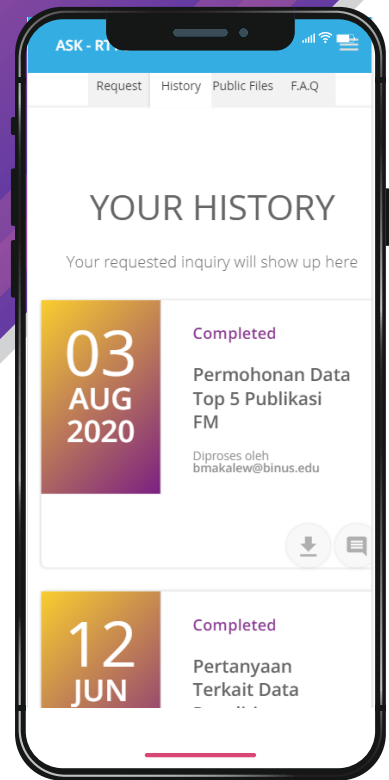 ASK - RT
Request History Public Files F.A.Q
YOUR HISTORY
Your requested inquiry will show up here
03
AUG
2020
Completed
Permohonan Data
Top 5 Publikasi
FM
Diproses oleh
bmakalew@binus.edu
12
JUN
Completed
Pertanyaan
Terkait Data